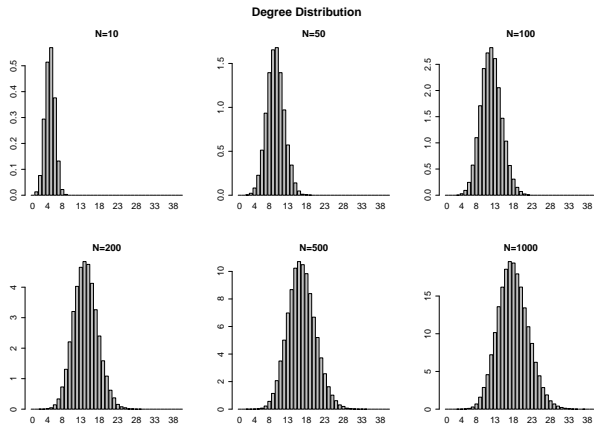 Degree Distribution
N=10
0.0 0.1 0.2 0.3 0.4 0.5
0 4 8 13 18 23 28 33 38
N=50
0.0 0.5 1.0 1.5
0 4 8 13 18 23 28 33 38
N=100
0.0 0.5 1.0 1.5 2.0 2.5
0 4 8 13 18 23 28 33 38
N=200
0 1 2 3 4
0 4 8 13 18 23 28 33 38
N=500
0 2 4 6 8 10
0 4 8 13 18 23 28 33 38
N=1000
0 5 10 15
0 4 8 13 18 23 28 33 38